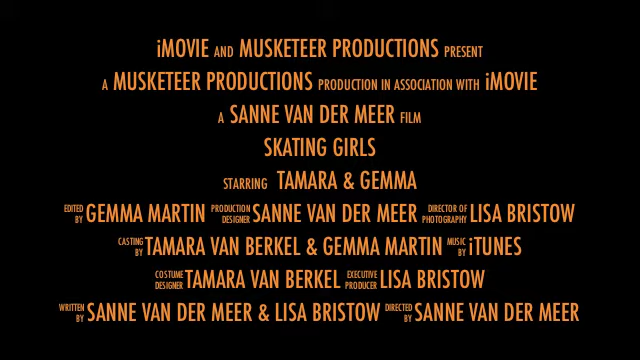 iMOVIE AND MUSKETEER PRODUCTIONS PRESENT
A MUSKETEER PRODUCTIONS PRODUCTION IN ASSOCIATION WITH iMOVIE
A SANNE VAN DER MEER FILM
SKATING GIRLS
STARRING TAMARA & GEMMA
EDITED BY GEMMA MARTIN PRODUCTION DESIGNER SANNE VAN DER MEER DIRECTOR OF PHOTOGRAPHY LISA BRISTOW
CASTING BY TAMARA VAN BERKEL & GEMMA MARTIN MUSIC BY iTUNES
COSTUME DESIGNER TAMARA VAN BERKEL EXECUTIVE PRODUCER LISA BRISTOW
WRITTEN BY SANNE VAN DER MEER & LISA BRISTOW DIRECTED BY SANNE VAN DER MEER